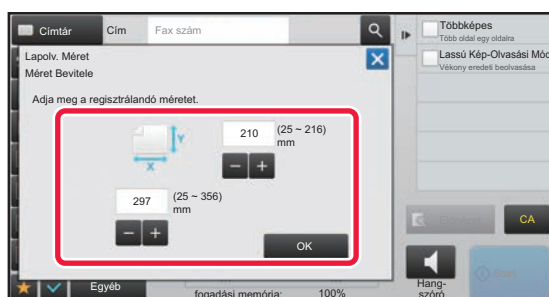 Címtár
Cím
Fax szám
Többképes
Több oldal egy oldalra
Lassú Kép-Olvasási Mód
Vékony eredeti beolvasása
Lapolv. Méret
Méret Bevitele
Adja meg a regisztrálandó méretet.
Y
X
210
(25 ~ 216)
mm
297
(25 ~ 356)
mm
OK
CA
Start
Hang-
szóró
Egyéb
fogadási memória:
100%